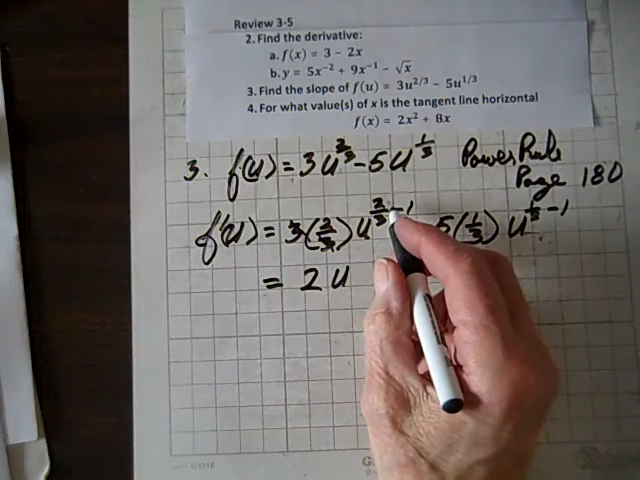 Review 3-5
2. Find the derivative:
a. f(x) = 3 − 2x
b. y = 5x⁻² + 9x⁻¹ − √x
3. Find the slope of f(u) = 3u^{2/3} − 5u^{1/3}
4. For what value(s) of x is the tangent line horizontal
f(x) = 2x² + 8x
3. f(u) = 3u^{2/3} − 5u^{1/3} Power Rule
Page 180
f'(u) = 3(2/3)u^{2/3 − 1} 5(1/3)u^{1/3 − 1}
= 2u